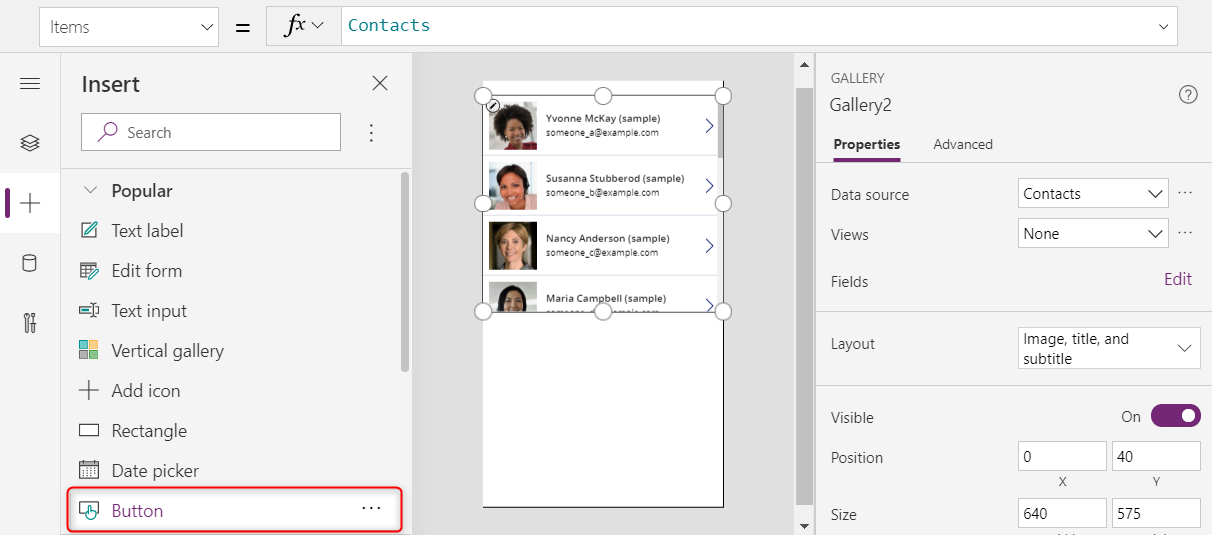 Items
=
fx
Contacts
Insert
Search
Popular
Text label
Edit form
Text input
Vertical gallery
Add icon
Rectangle
Date picker
Button
Yvonne McKay (sample)
someone_a@example.com
Susanna Stubberod (sample)
someone_b@example.com
Nancy Anderson (sample)
someone_c@example.com
Maria Campbell (sample)
GALLERY
Gallery2
?
Properties Advanced
Data source Contacts
Views None
Fields Edit
Layout Image, title, and
subtitle
Visible On
Position 0 40
X Y
Size 640 575